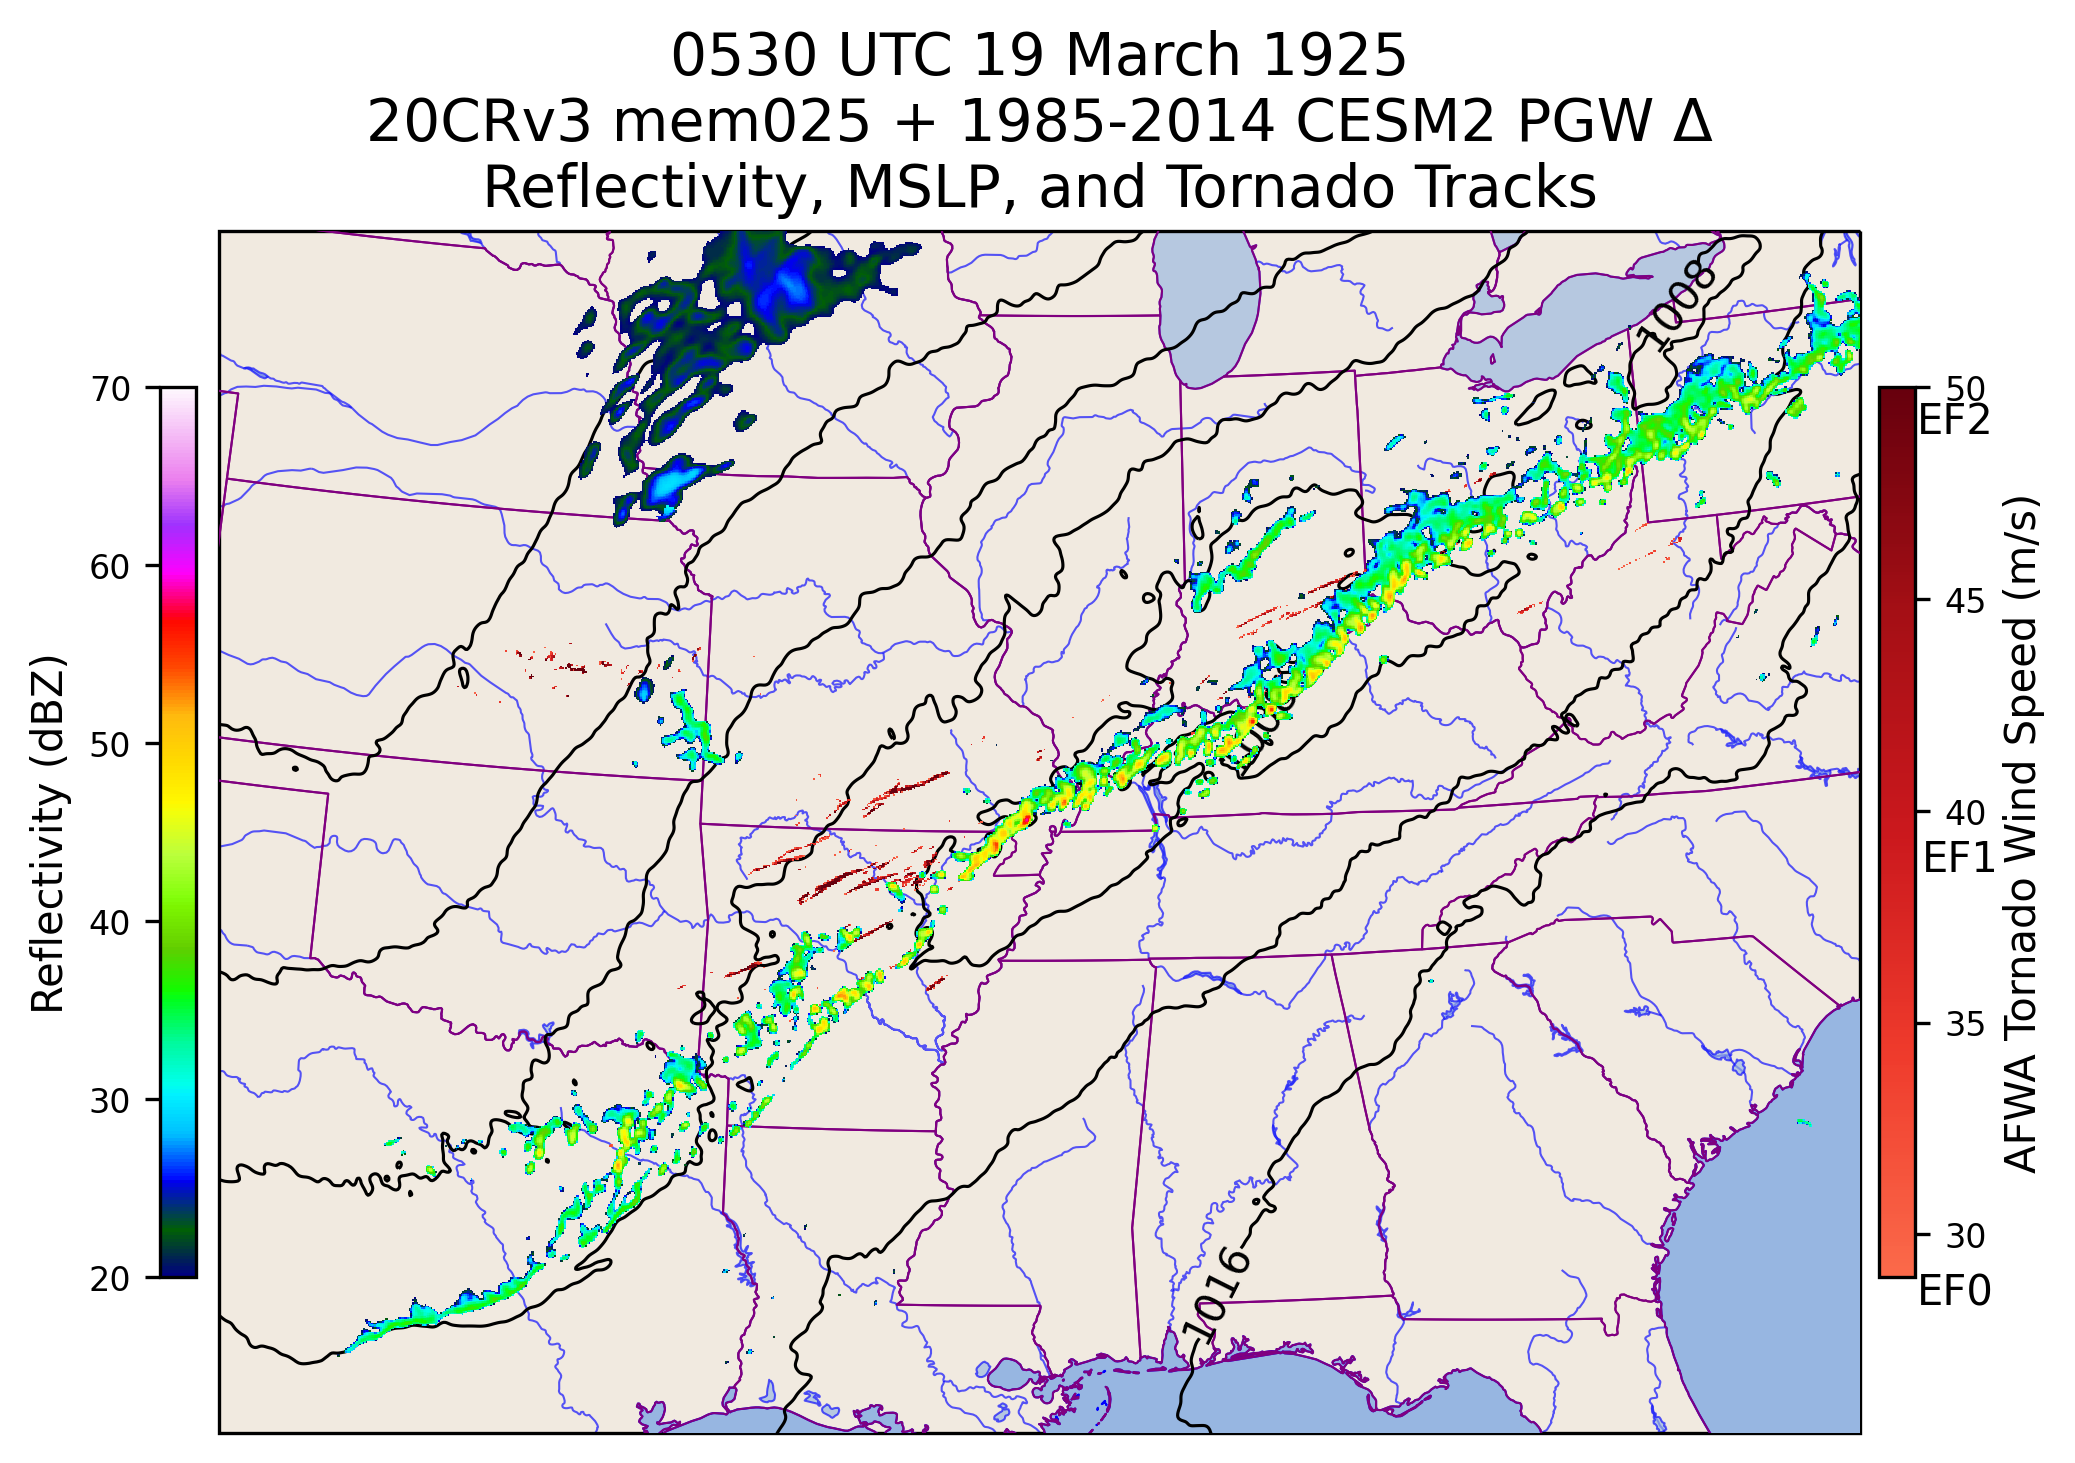 0530 UTC 19 March 1925
20CRv3 mem025 + 1985-2014 CESM2 PGW Δ
Reflectivity, MSLP, and Tornado Tracks
1008
1016
70
60
50
40
30
20
Reflectivity (dBZ)
50
EF2
45
40
EF1
35
30
EF0
AFWA Tornado Wind Speed (m/s)